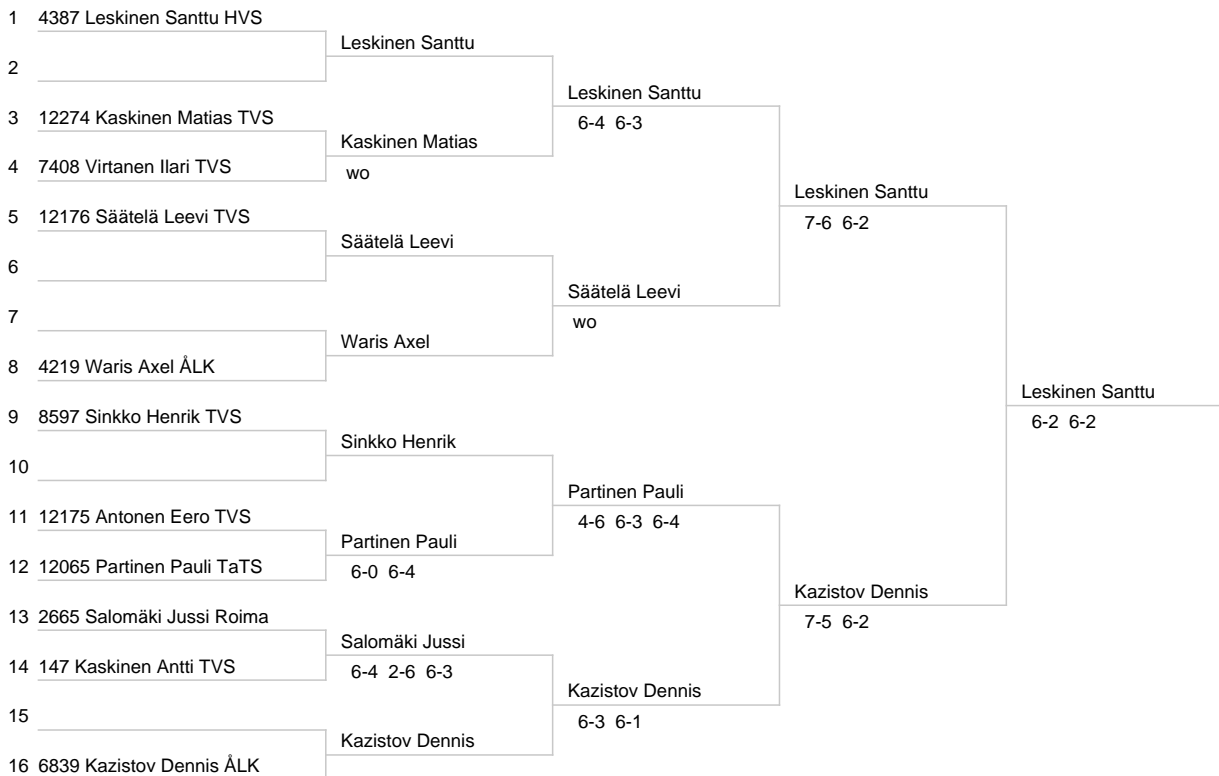 1 4387 Leskinen Santtu HVS
Leskinen Santtu
2
Leskinen Santtu
3 12274 Kaskinen Matias TVS
6-4 6-3
Kaskinen Matias
4 7408 Virtanen Ilari TVS
wo
Leskinen Santtu
5 12176 Säätelä Leevi TVS
7-6 6-2
Säätelä Leevi
6
Säätelä Leevi
7
wo
Waris Axel
8 4219 Waris Axel ÅLK
Leskinen Santtu
9 8597 Sinkko Henrik TVS
6-2 6-2
Sinkko Henrik
10
Partinen Pauli
11 12175 Antonen Eero TVS
4-6 6-3 6-4
Partinen Pauli
12 12065 Partinen Pauli TaTS
6-0 6-4
Kazistov Dennis
13 2665 Salomäki Jussi Roima
7-5 6-2
Salomäki Jussi
14 147 Kaskinen Antti TVS
6-4 2-6 6-3
Kazistov Dennis
15
6-3 6-1
Kazistov Dennis
16 6839 Kazistov Dennis ÅLK